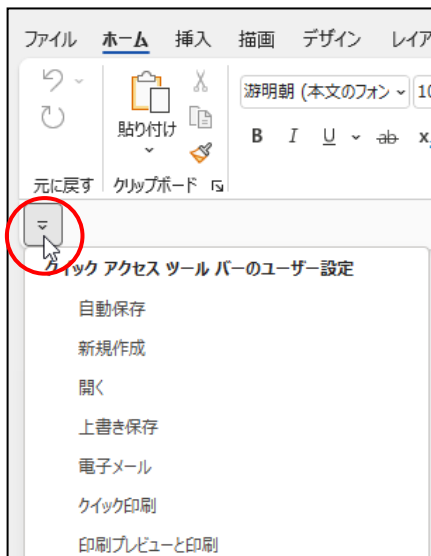 ファイル ホーム 挿入 描画 デザイン レイア
貼り付け
游明朝 (本文のフォン 10
B I U ab x
元に戻す クリップボード
クイック アクセス ツール バーのユーザー設定
自動保存
新規作成
開く
上書き保存
電子メール
クイック印刷
印刷プレビューと印刷